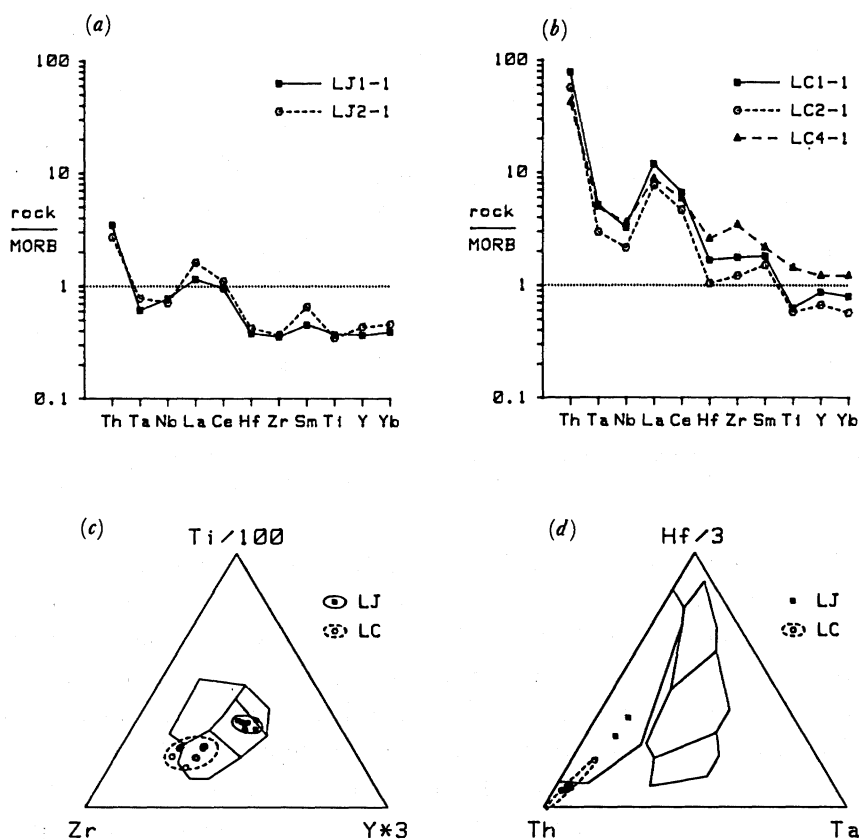 (a)
100
10
1
0.1
rock
MORB
LJ1-1
LJ2-1
Th Ta Nb La Ce Hf Zr Sm Ti Y Yb
(b)
100
10
1
0.1
rock
MORB
LC1-1
LC2-1
LC4-1
Th Ta Nb La Ce Hf Zr Sm Ti Y Yb
(c)
Ti/100
LJ
LC
Zr
Y*3
(d)
Hf/3
LJ
LC
Th
Ta